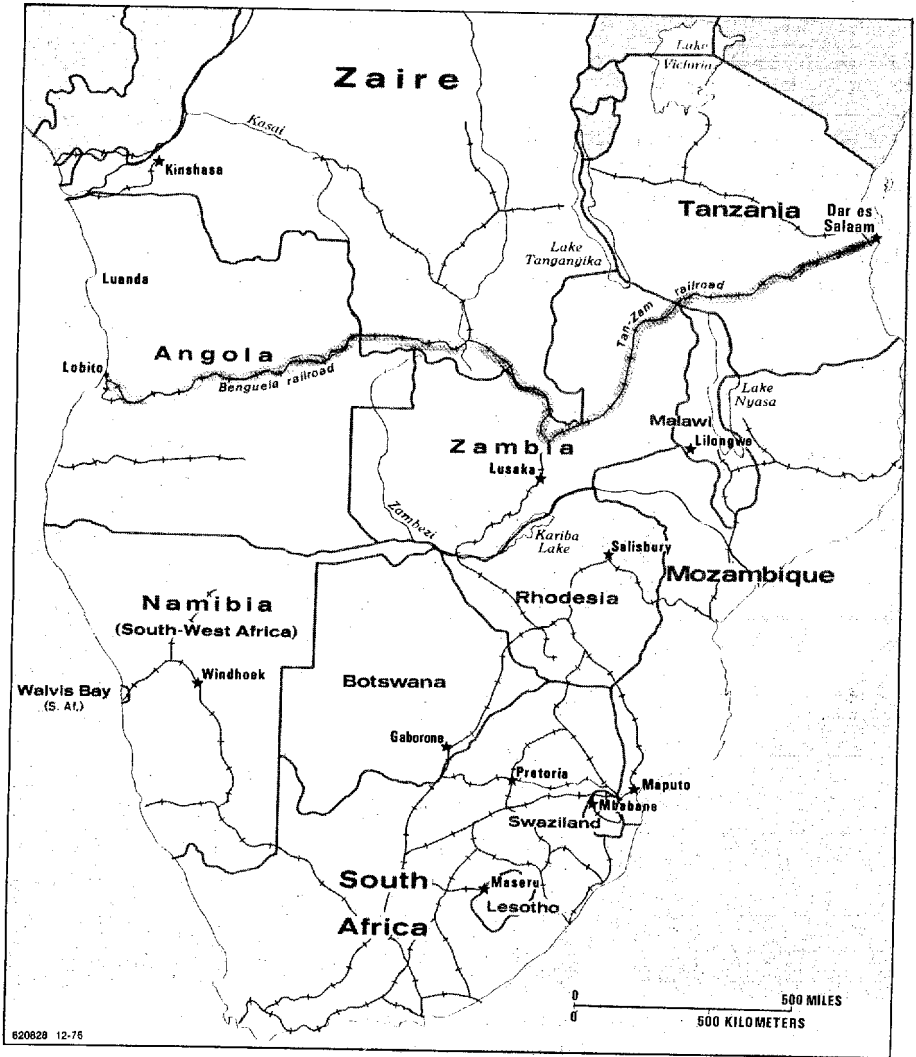 Lake
Victoria
Zaire
Kasai
Kinshasa
Tanzania
Dar es
Salaam
Lake
Tanganyika
Luanda
Tan-Zam railroad
Angola
Lobito
Benguela railroad
Lake
Nyasa
Malawi
Lilongwe
Zambia
Lusaka
Zambezi
Kariba
Lake
Salisbury
Mozambique
Rhodesia
Namibia
(South-West Africa)
Windhoek
Walvis Bay
(S. Af.)
Botswana
Gaborone
Pretoria
Maputo
Mbabane
Swaziland
South
Africa
Maseru
Lesotho
0 500 MILES
0 500 KILOMETERS
620828 12-75